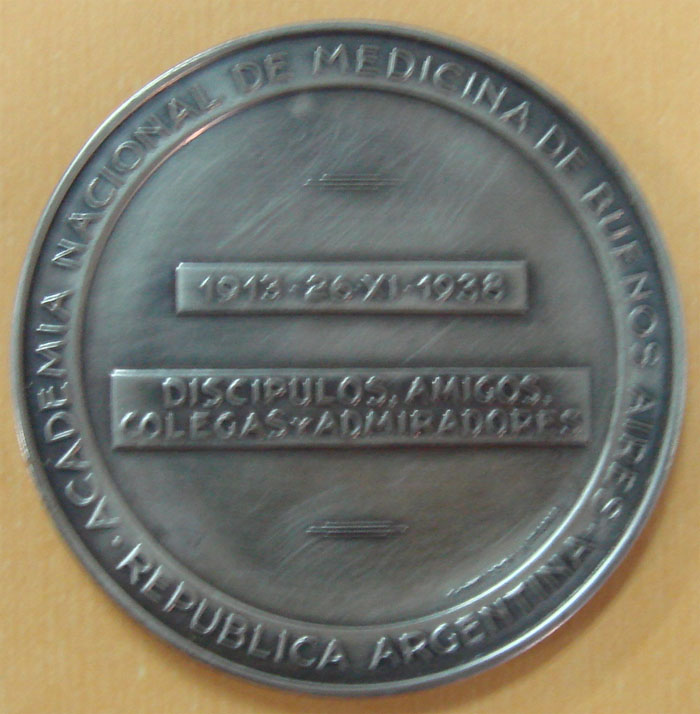 ACADEMIA NACIONAL DE MEDICINA DE BUENOS AIRES
1913·26·XI·1938
DISCIPULOS, AMIGOS,
COLEGAS Y ADMIRADORES
· REPUBLICA ARGENTINA ·